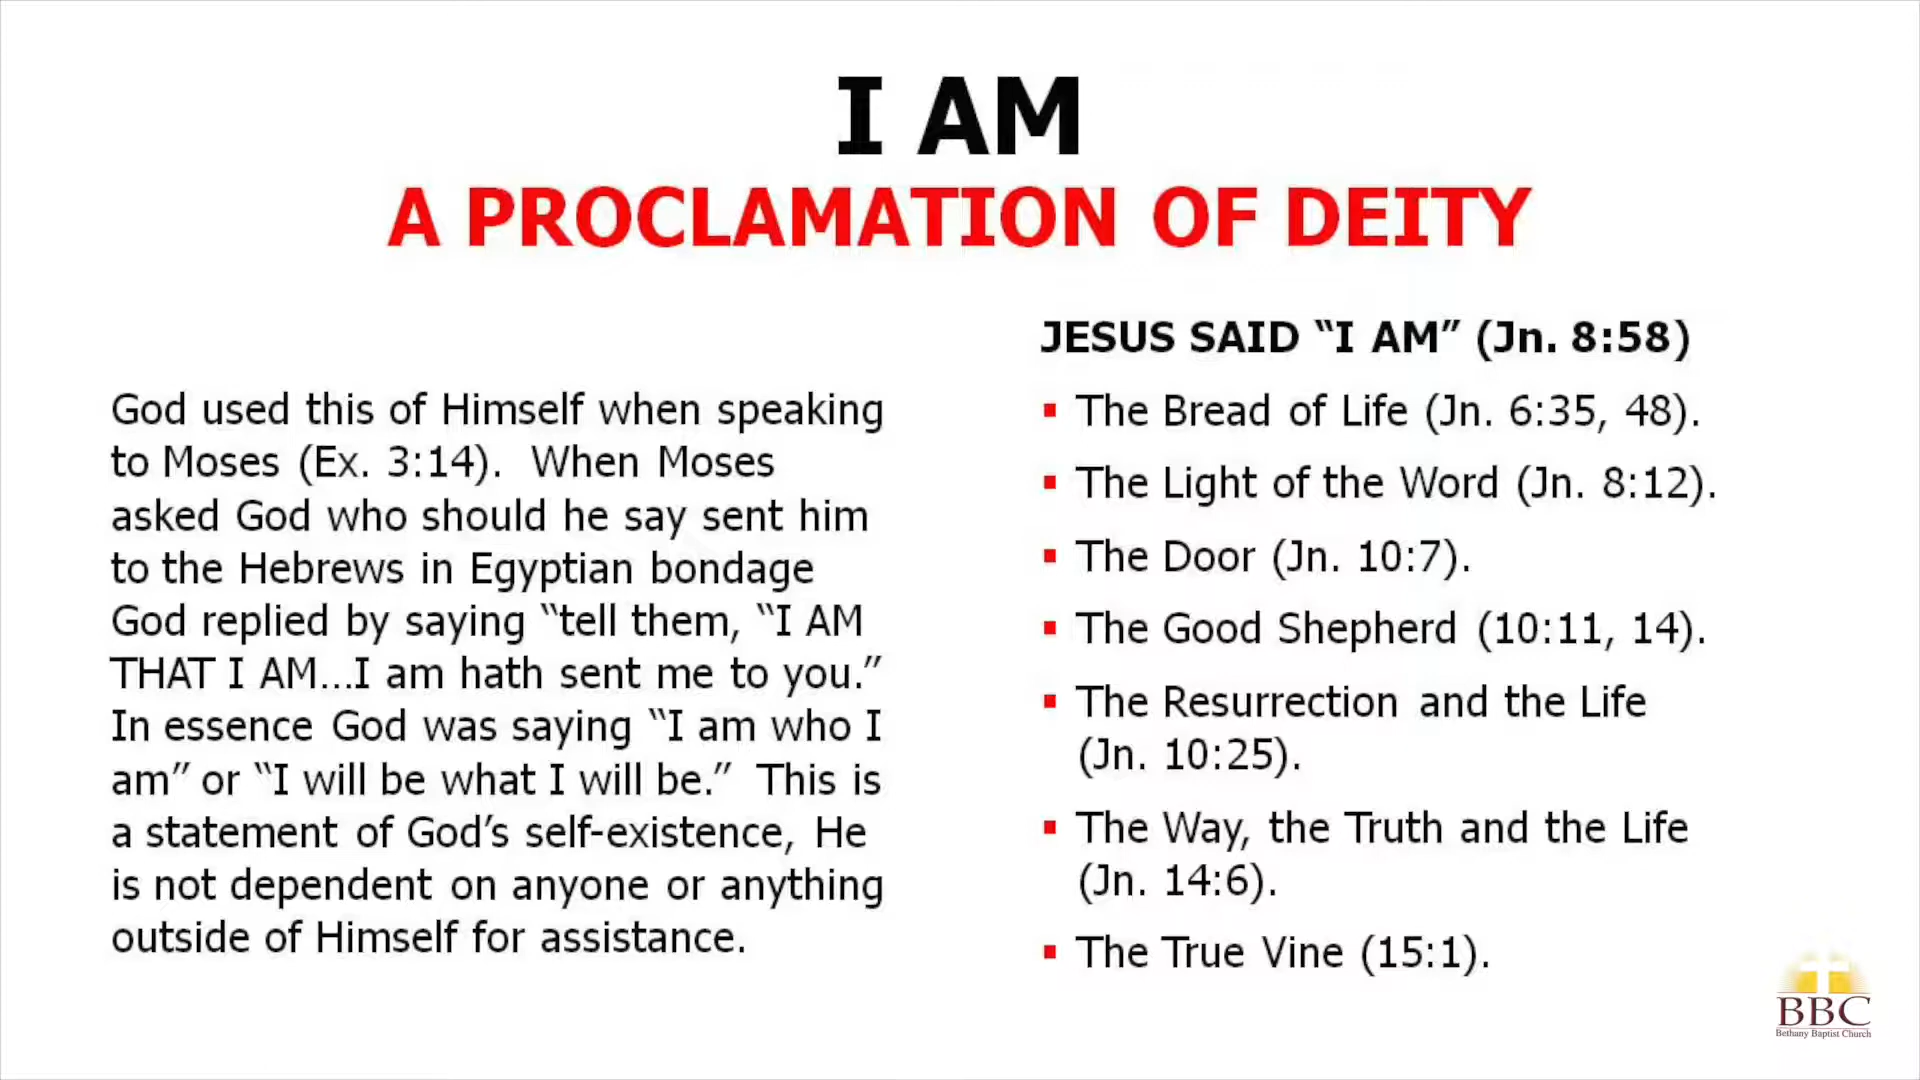 I AM
A PROCLAMATION OF DEITY
God used this of Himself when speaking
to Moses (Ex. 3:14).  When Moses
asked God who should he say sent him
to the Hebrews in Egyptian bondage
God replied by saying “tell them, “I AM
THAT I AM…I am hath sent me to you.”
In essence God was saying “I am who I
am” or “I will be what I will be.”  This is
a statement of God’s self-existence, He
is not dependent on anyone or anything
outside of Himself for assistance.
JESUS SAID “I AM” (Jn. 8:58)
▪ The Bread of Life (Jn. 6:35, 48).
▪ The Light of the Word (Jn. 8:12).
▪ The Door (Jn. 10:7).
▪ The Good Shepherd (10:11, 14).
▪ The Resurrection and the Life
(Jn. 10:25).
▪ The Way, the Truth and the Life
(Jn. 14:6).
▪ The True Vine (15:1).
BBC
Bethany Baptist Church